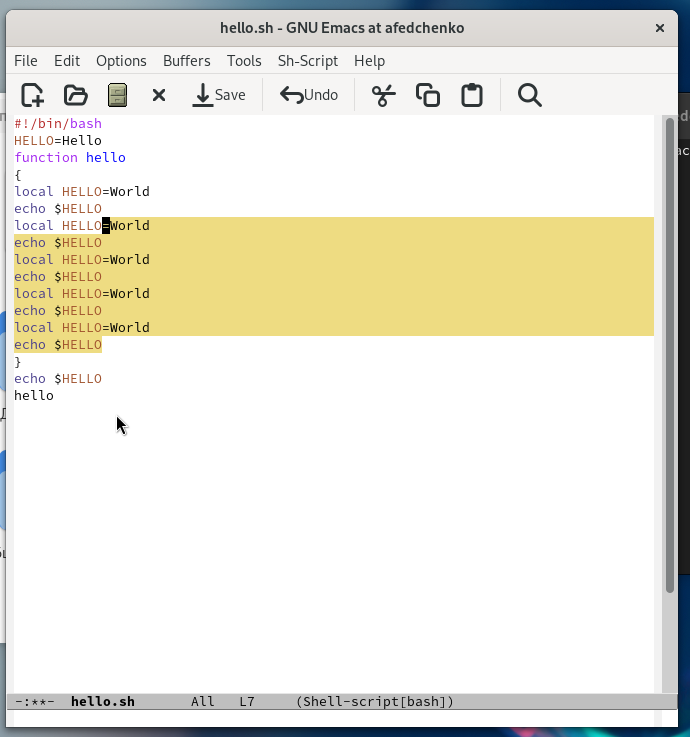 hello.sh - GNU Emacs at afedchenko
File Edit Options Buffers Tools Sh-Script Help
Save Undo
#!/bin/bash
HELLO=Hello
function hello
{
local HELLO=World
echo $HELLO
local HELLO=World
echo $HELLO
local HELLO=World
echo $HELLO
local HELLO=World
echo $HELLO
local HELLO=World
echo $HELLO
}
echo $HELLO
hello
-:**- hello.sh All L7 (Shell-script[bash])